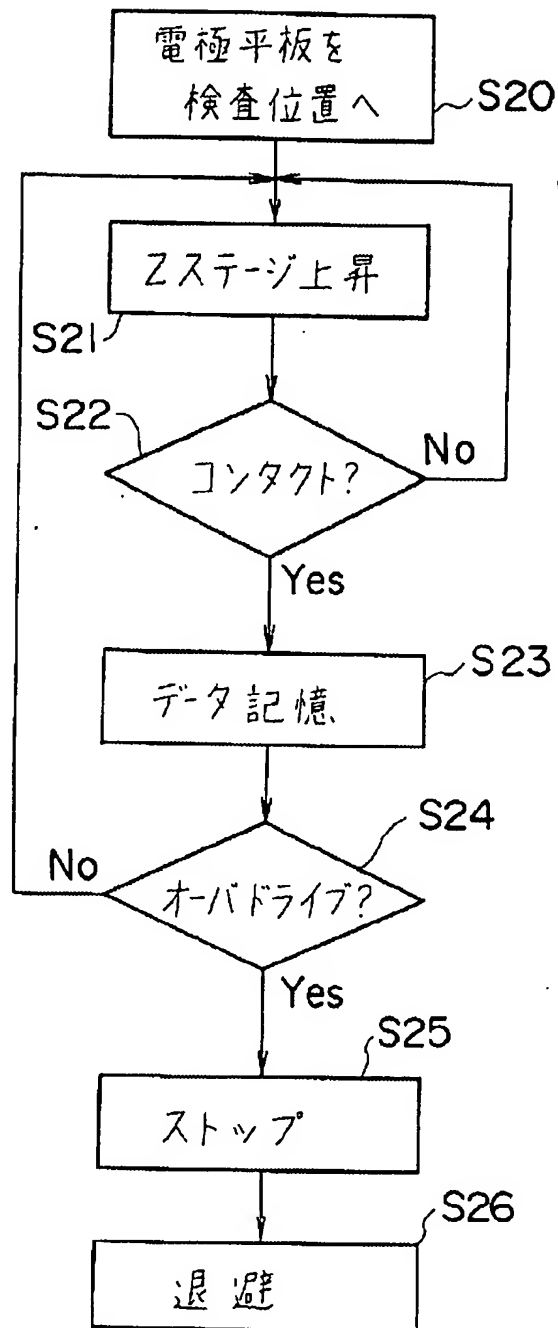 電極平板を
検査位置へ
S20
Zステージ上昇
S21
S22
コンタクト?
No
Yes
S23
データ記憶
S24
No
オーバドライブ?
Yes
S25
ストップ
S26
退避